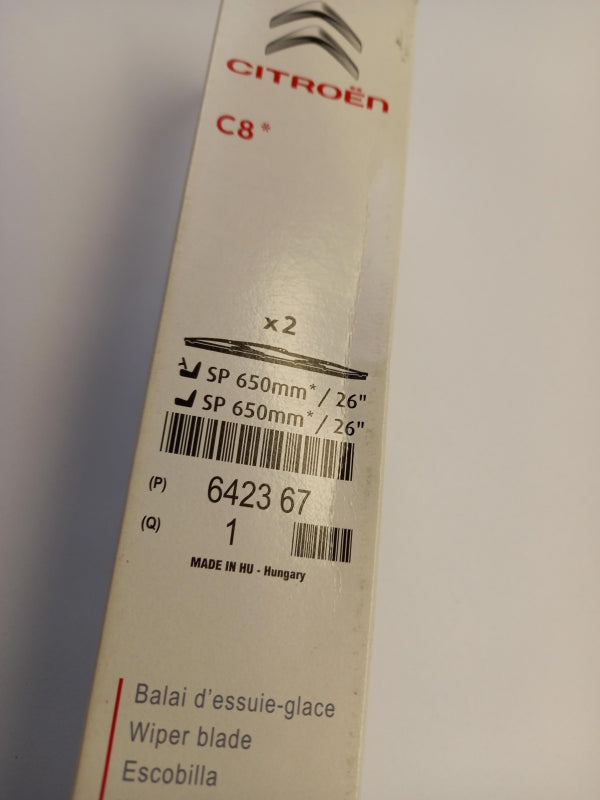 CITROËN
C8*
x2
SP 650mm* / 26"
SP 650mm* / 26"
(P) 6423 67
(Q) 1
MADE IN HU - Hungary
Balai d'essuie-glace
Wiper blade
Escobilla